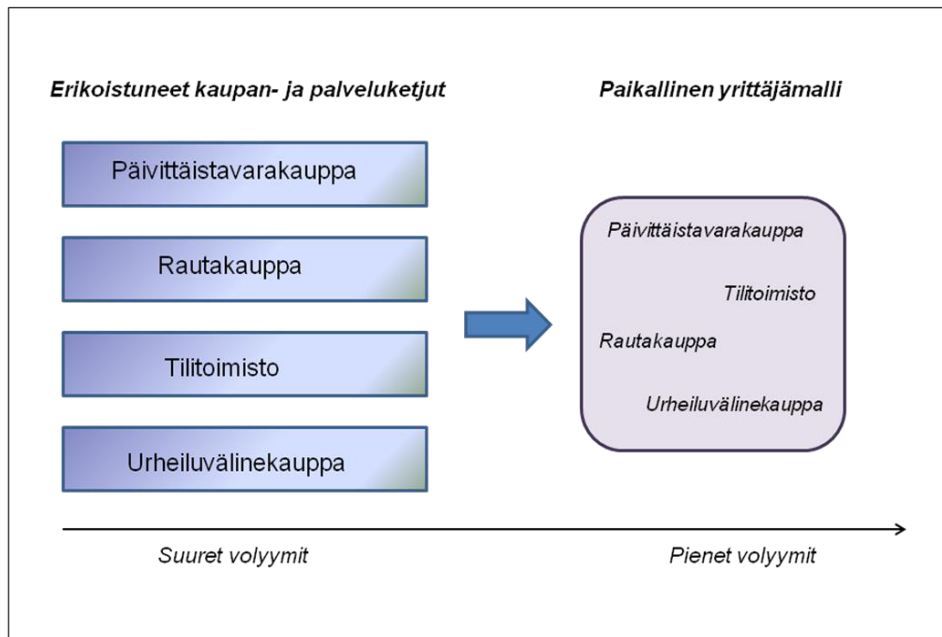 Erikoistuneet kaupan- ja palveluketjut
Päivittäistavarakauppa
Rautakauppa
Tilitoimisto
Urheiluvälinekauppa
Paikallinen yrittäjämalli
Päivittäistavarakauppa
Tilitoimisto
Rautakauppa
Urheiluvälinekauppa
Suuret volyymit
Pienet volyymit